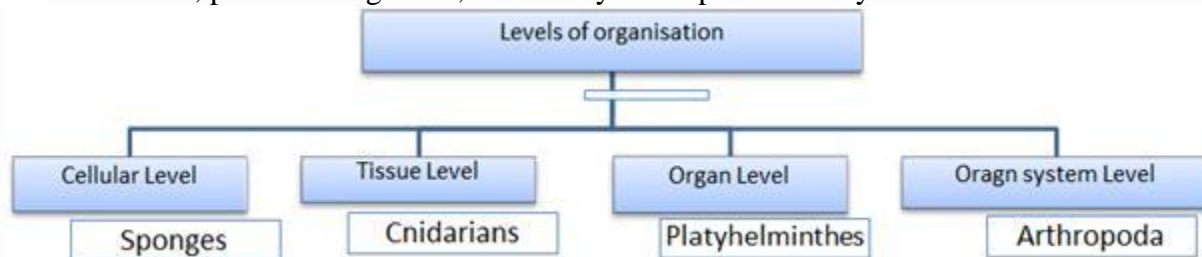 Levels of organisation
Cellular Level
Tissue Level
Organ Level
Oragn system Level
Sponges
Cnidarians
Platyhelminthes
Arthropoda